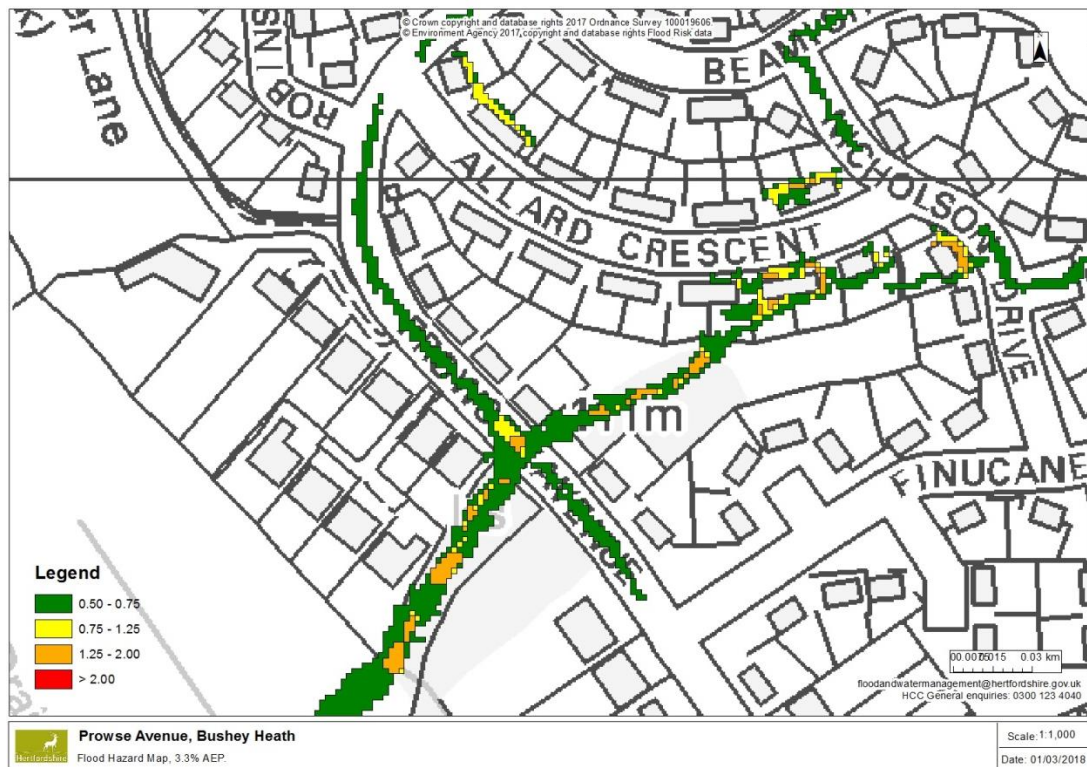 © Crown copyright and database rights 2017 Ordnance Survey 100019606
© Environment Agency 2017, copyright and database rights Flood Risk data
Lane
ROB
BEA
ALLARD CRESCENT
NICHOLSON DRIVE
PROWSE AVENUE
FINUCANE
Legend
0.50 - 0.75
0.75 - 1.25
1.25 - 2.00
> 2.00
0.03 km
floodandwatermanagement@hertfordshire.gov.uk
HCC General enquiries: 0300 123 4040
Hertfordshire
Prowse Avenue, Bushey Heath
Flood Hazard Map, 3.3% AEP.
Scale: 1:1,000
Date: 01/03/2018